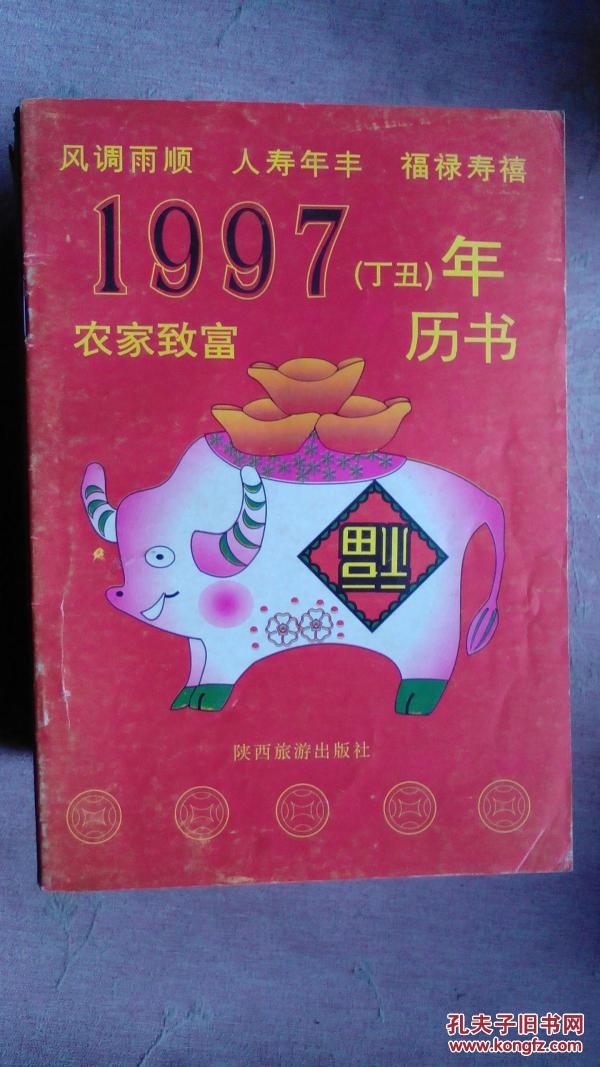 风调雨顺 人寿年丰 福禄寿禧
1997 (丁丑) 年
农家致富 历书
福
陕西旅游出版社
孔夫子旧书网
www.kongfz.com